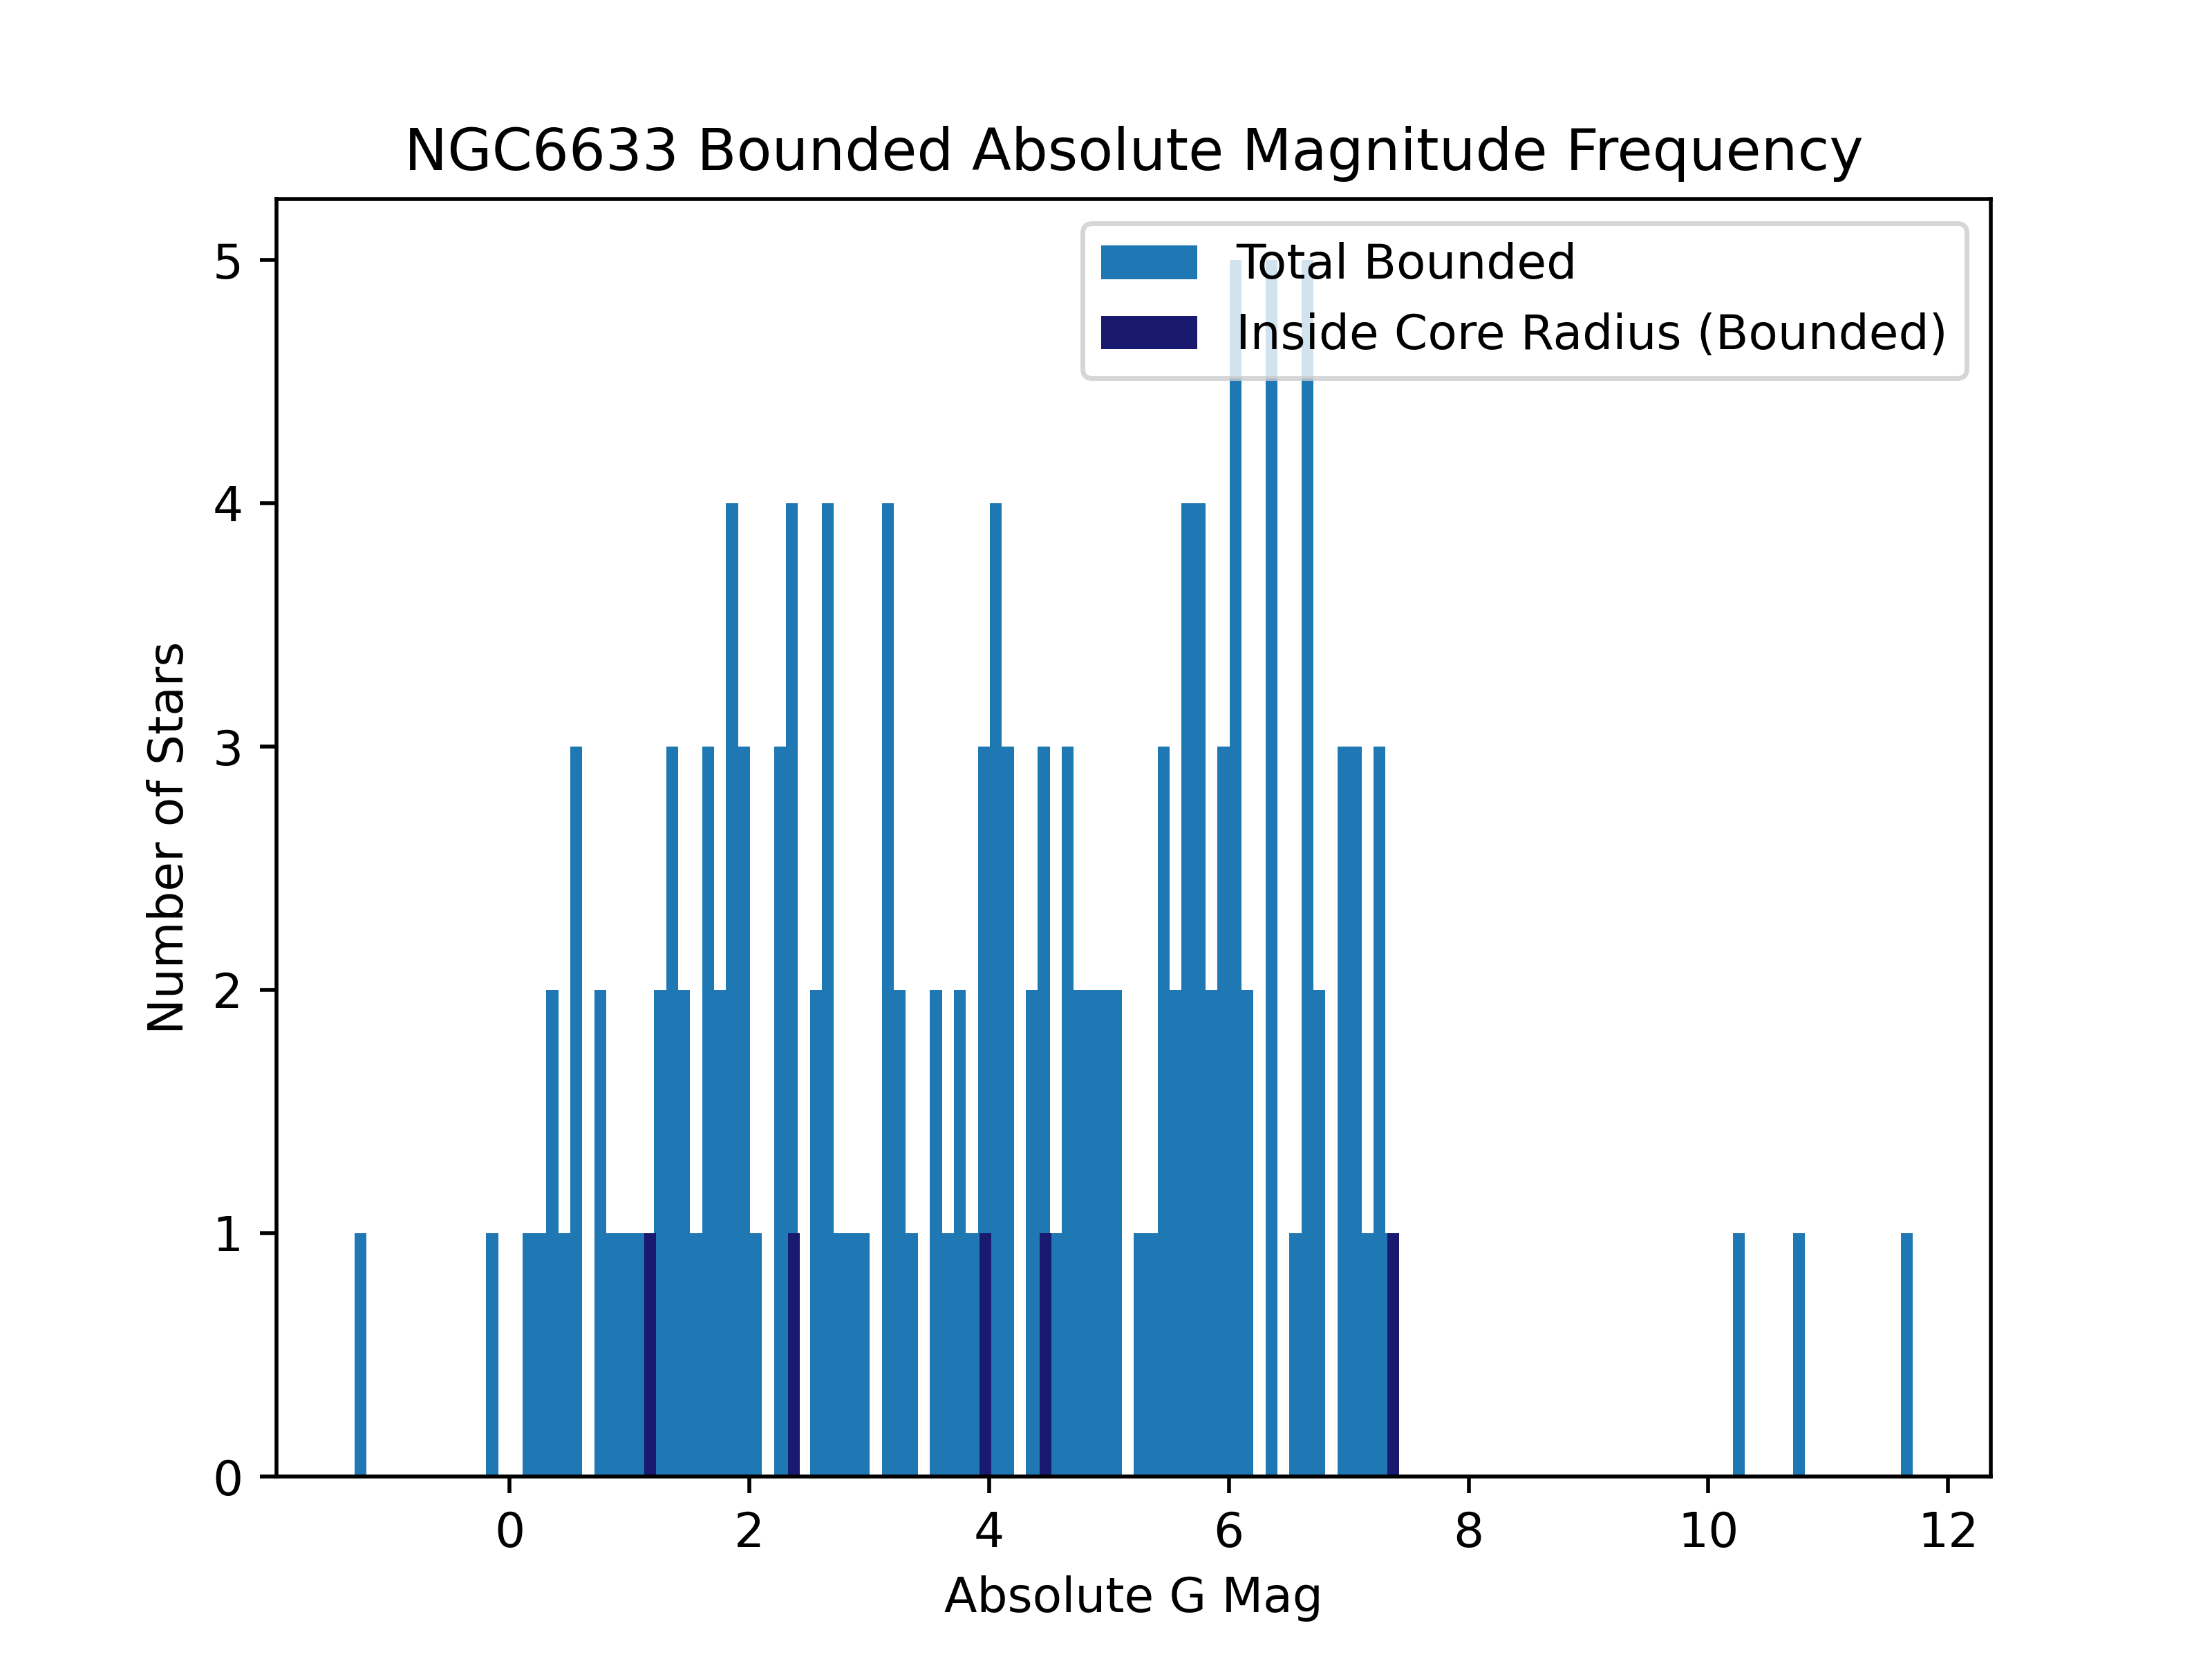 NGC6633 Bounded Absolute Magnitude Frequency
Total Bounded
Inside Core Radius (Bounded)
5
4
3
2
1
0
Number of Stars
0 2 4 6 8 10 12
Absolute G Mag